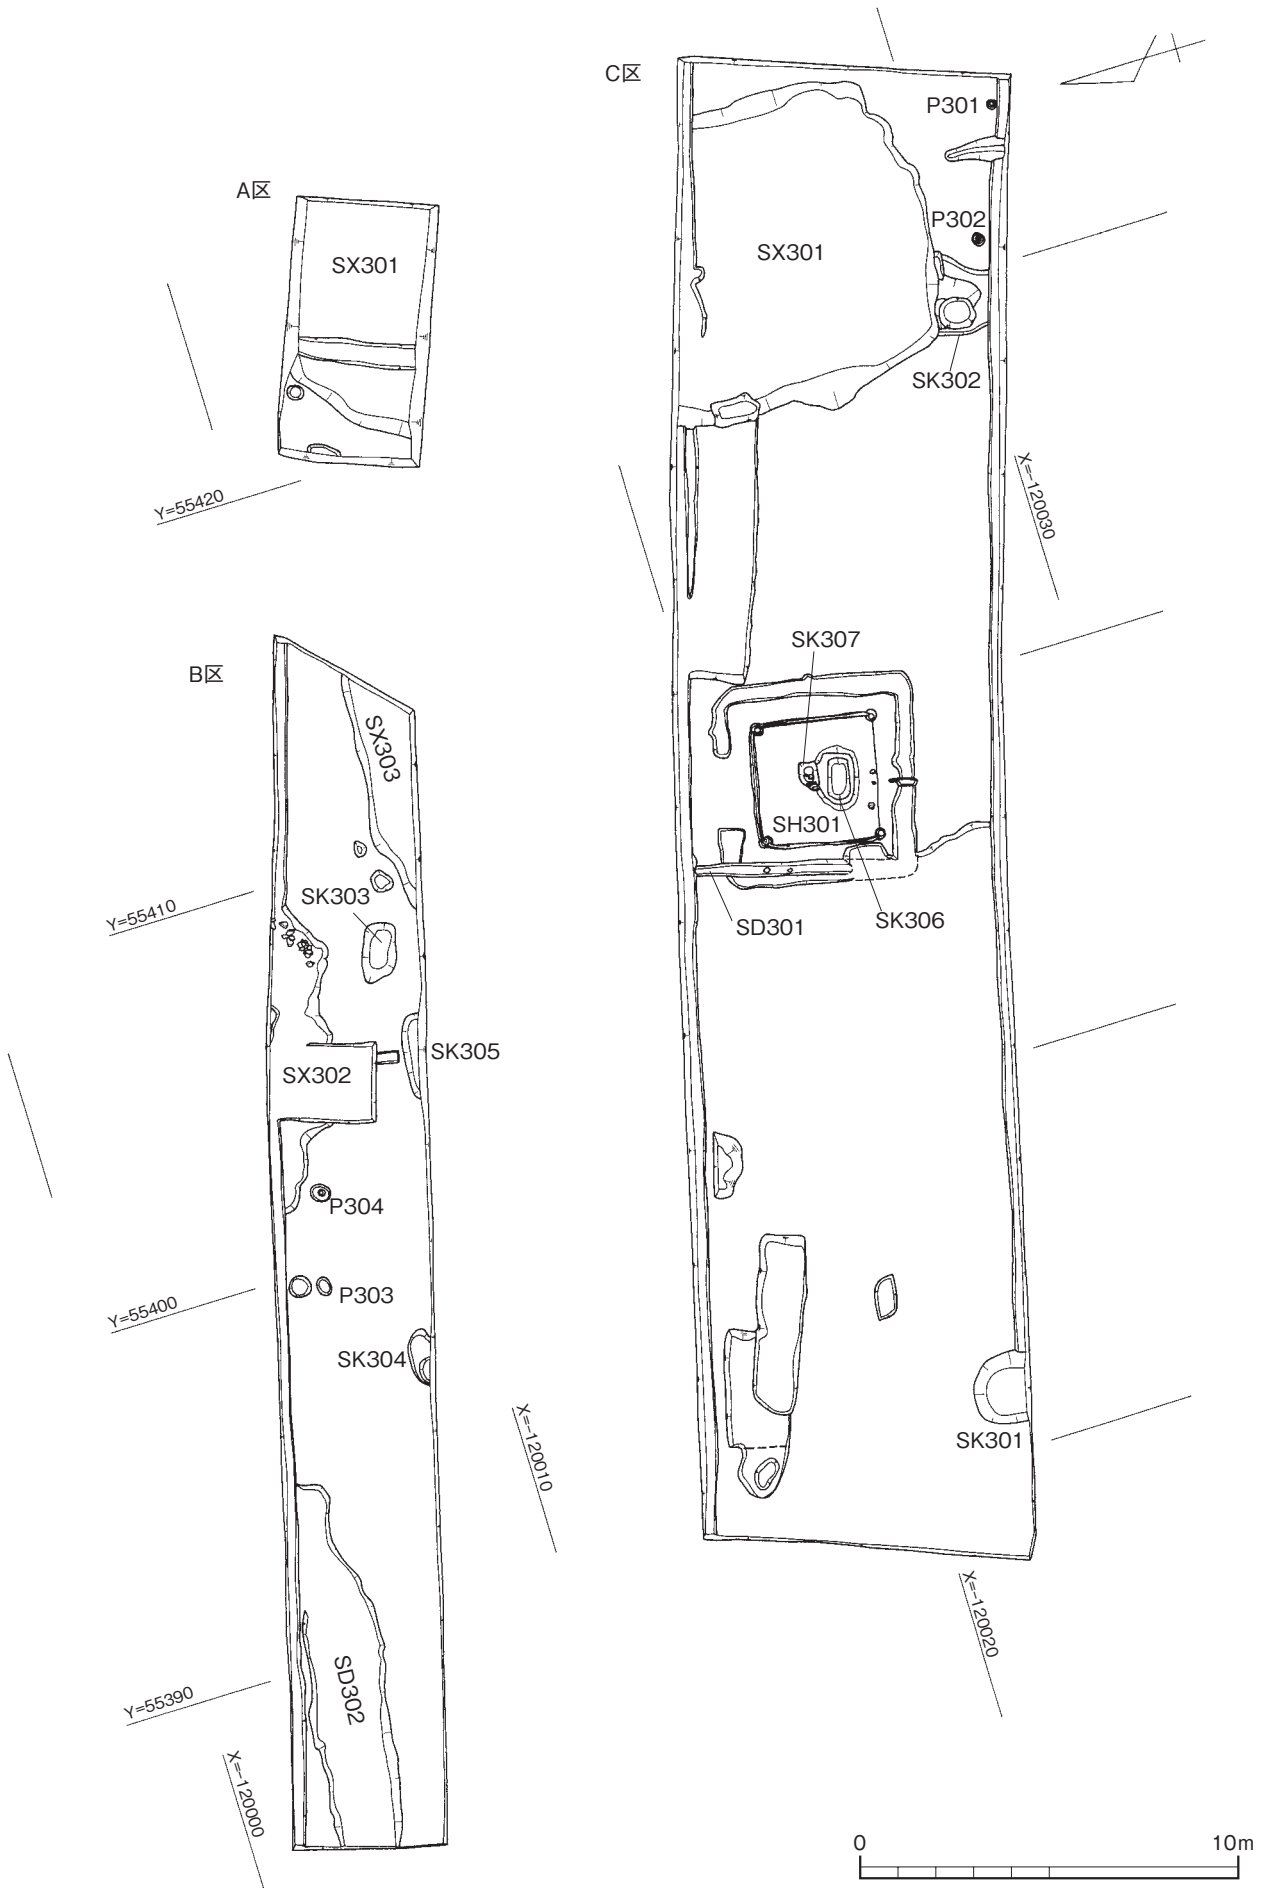 C区
P301
A区
P302
SX301
SX301
SK302
X=-120030
Y=55420
SK307
B区
SX303
SH301
SK303
SD301
SK306
Y=55410
SK305
SX302
P304
P303
Y=55400
SK304
X=-120010
SK301
X=-120020
SD302
Y=55390
X=-120000
0 10m